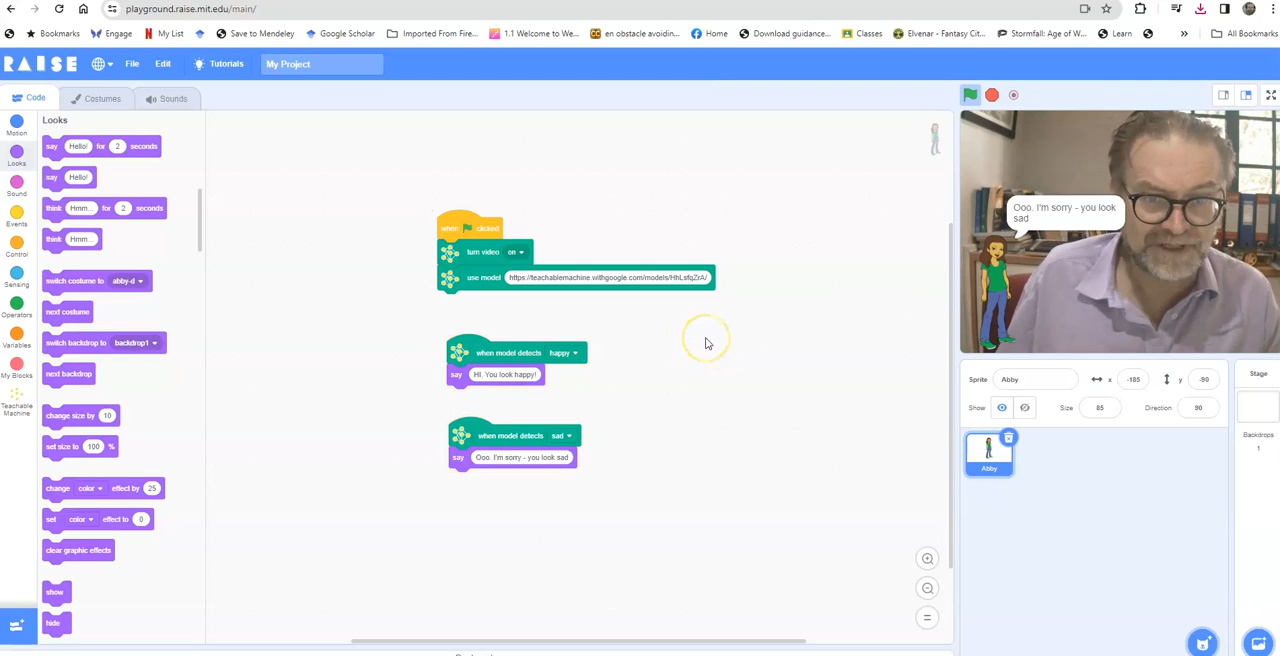 playground.raise.mit.edu/main/
Bookmarks Engage My List Save to Mendeley Google Scholar Imported From Fire... 1.1 Welcome to We... en obstacle avoidin... Home Download guidance... Classes Elvenar - Fantasy Cit... Stormfall: Age of W... Learn » All Bookmarks
RAISE File Edit Tutorials My Project
Code Costumes Sounds
Motion
Looks
Sound
Events
Control
Sensing
Operators
Variables
My Blocks
Teachable
Machine
Looks
say Hello! for 2 seconds
say Hello!
think Hmm... for 2 seconds
think Hmm...
switch costume to abby-d
next costume
switch backdrop to backdrop1
next backdrop
change size by 10
set size to 100 %
change color effect by 25
set color effect to 0
clear graphic effects
show
hide
when clicked
turn video on
use model https://teachablemachine.withgoogle.com/models/HhLsfqZrA/
when model detects happy
say HI. You look happy!
when model detects sad
say Ooo. I'm sorry - you look sad
Ooo. I'm sorry - you look
sad
Sprite Abby x -185 y -90
Show Size 85 Direction 90
Abby
Stage
Backdrops
1